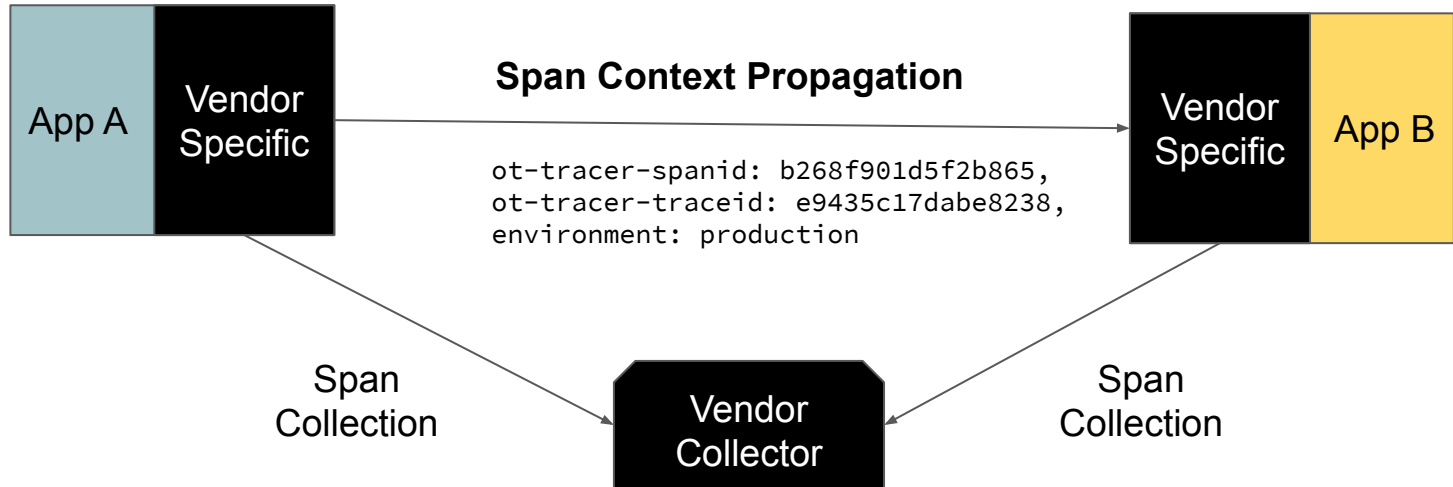 Span Context Propagation
App A
Vendor
Specific
Vendor
Specific
App B
ot-tracer-spanid: b268f901d5f2b865,
ot-tracer-traceid: e9435c17dabe8238,
environment: production
Span
Collection
Vendor
Collector
Span
Collection